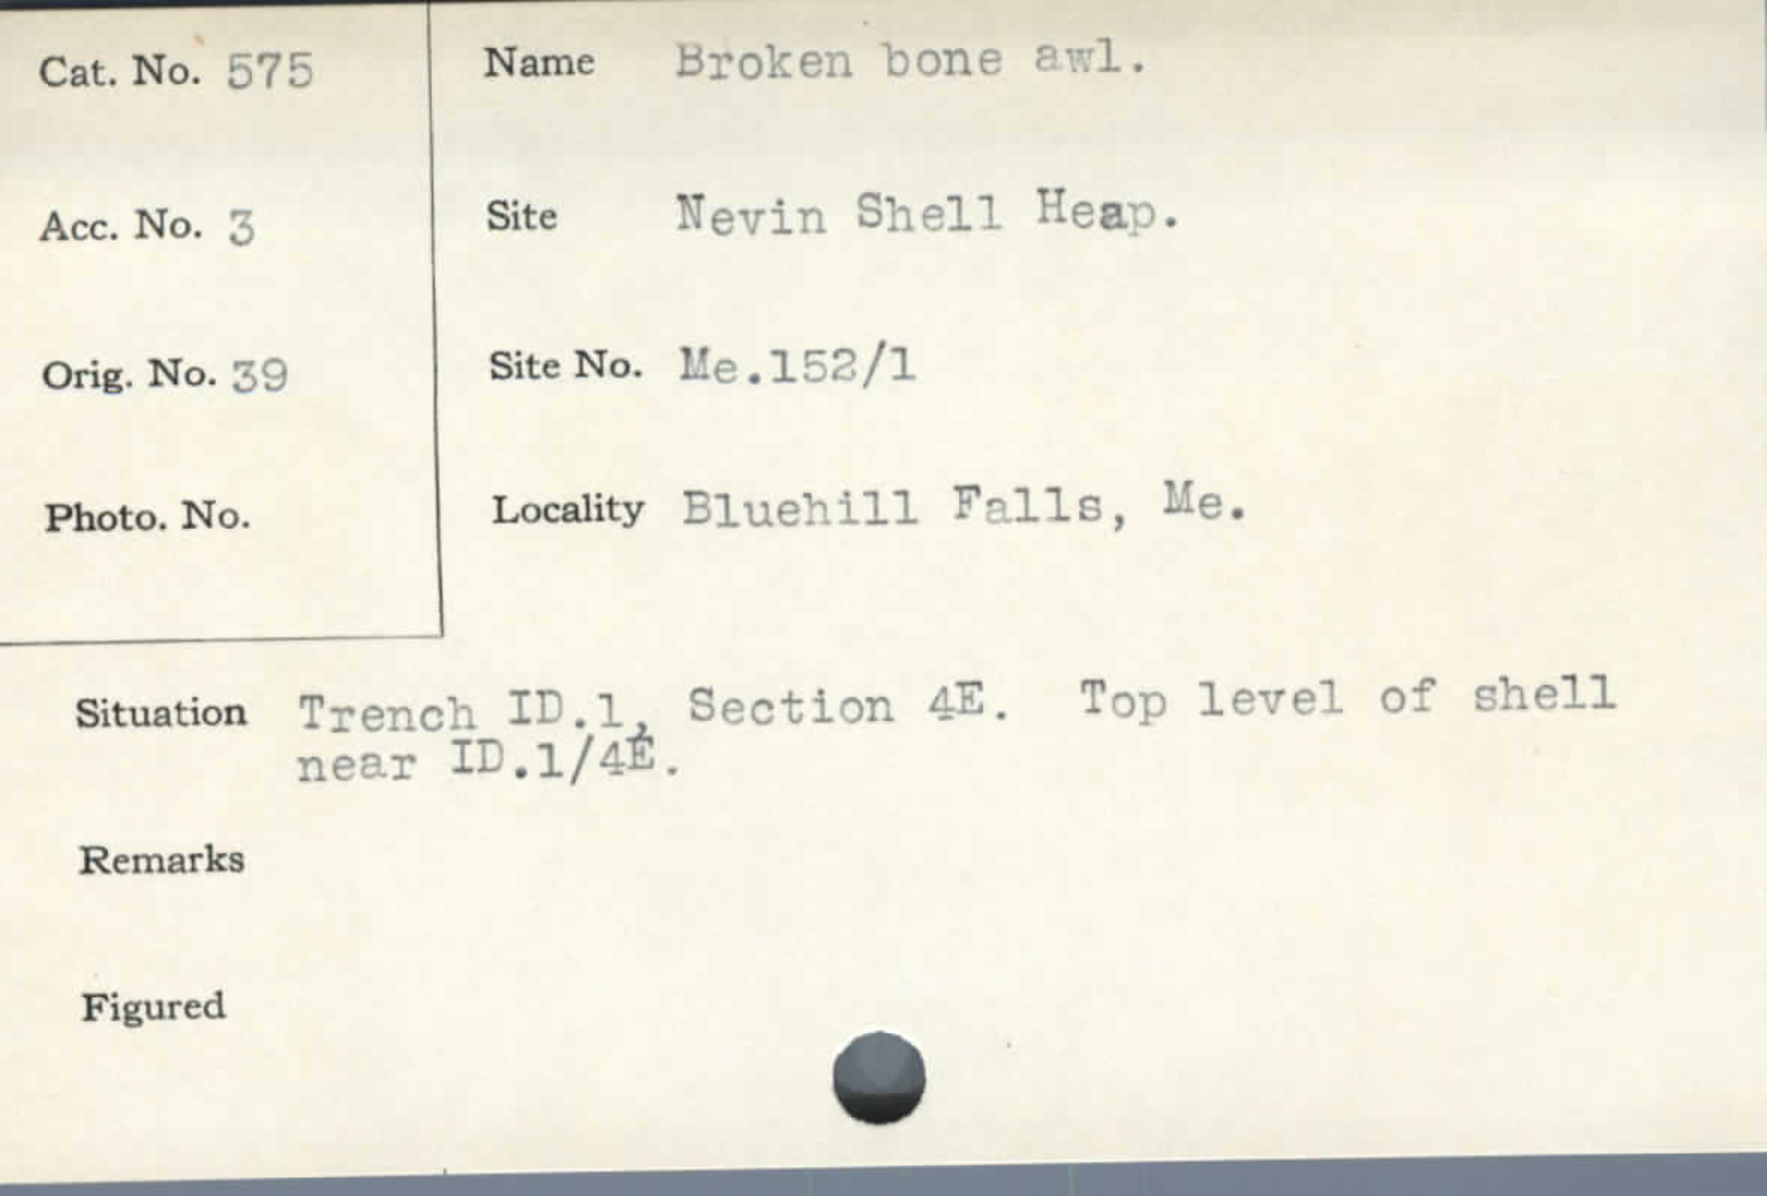 Cat. No. 575
Name Broken bone awl.
Acc. No. 3
Site Nevin Shell Heap.
Orig. No. 39
Site No. Me.152/1
Photo. No.
Locality Bluehill Falls, Me.
Situation Trench ID.1, Section 4E. Top level of shell
near ID.1/4E.
Remarks
Figured